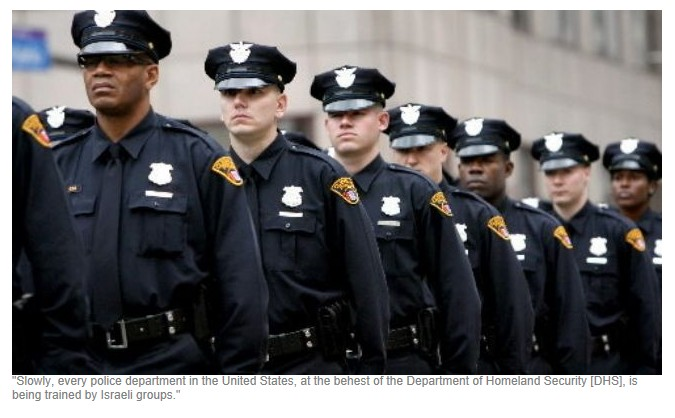 "Slowly, every police department in the United States, at the behest of the Department of Homeland Security [DHS], is
being trained by Israeli groups."